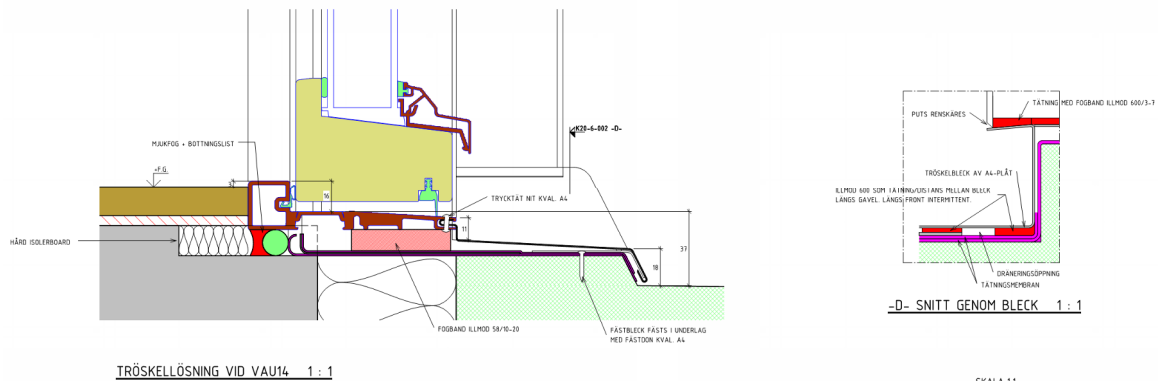 MJUKFOG + BOTTNINGSLIST
+F.G.
3
16
HÅRD ISOLERBOARD
K20-6-002 -D-
TRYCKTÄT NIT KVAL. A4
11
37
18
FOGBAND ILLMOD 58/10-20
FÄSTBLECK FÄSTS I UNDERLAG
MED FÄSTDON KVAL. A4
TRÖSKELLÖSNING VID VAU14 1 : 1
PUTS RENSKÄRES
TÄTNING MED FOGBAND ILLMOD 600/3-7
TRÖSKELBLECK AV A4-PLÅT
ILLMOD 600 SOM TÄTNING/DISTANS MELLAN BLECK
LÄNGS GAVEL. LÄNGS FRONT INTERMITTENT.
DRÄNERINGSÖPPNING
TÄTNINGSMEMBRAN
-D- SNITT GENOM BLECK 1 : 1